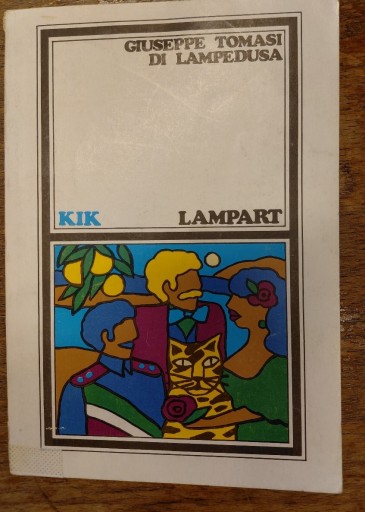 GIUSEPPE TOMASI
DI LAMPEDUSA
KIK LAMPART